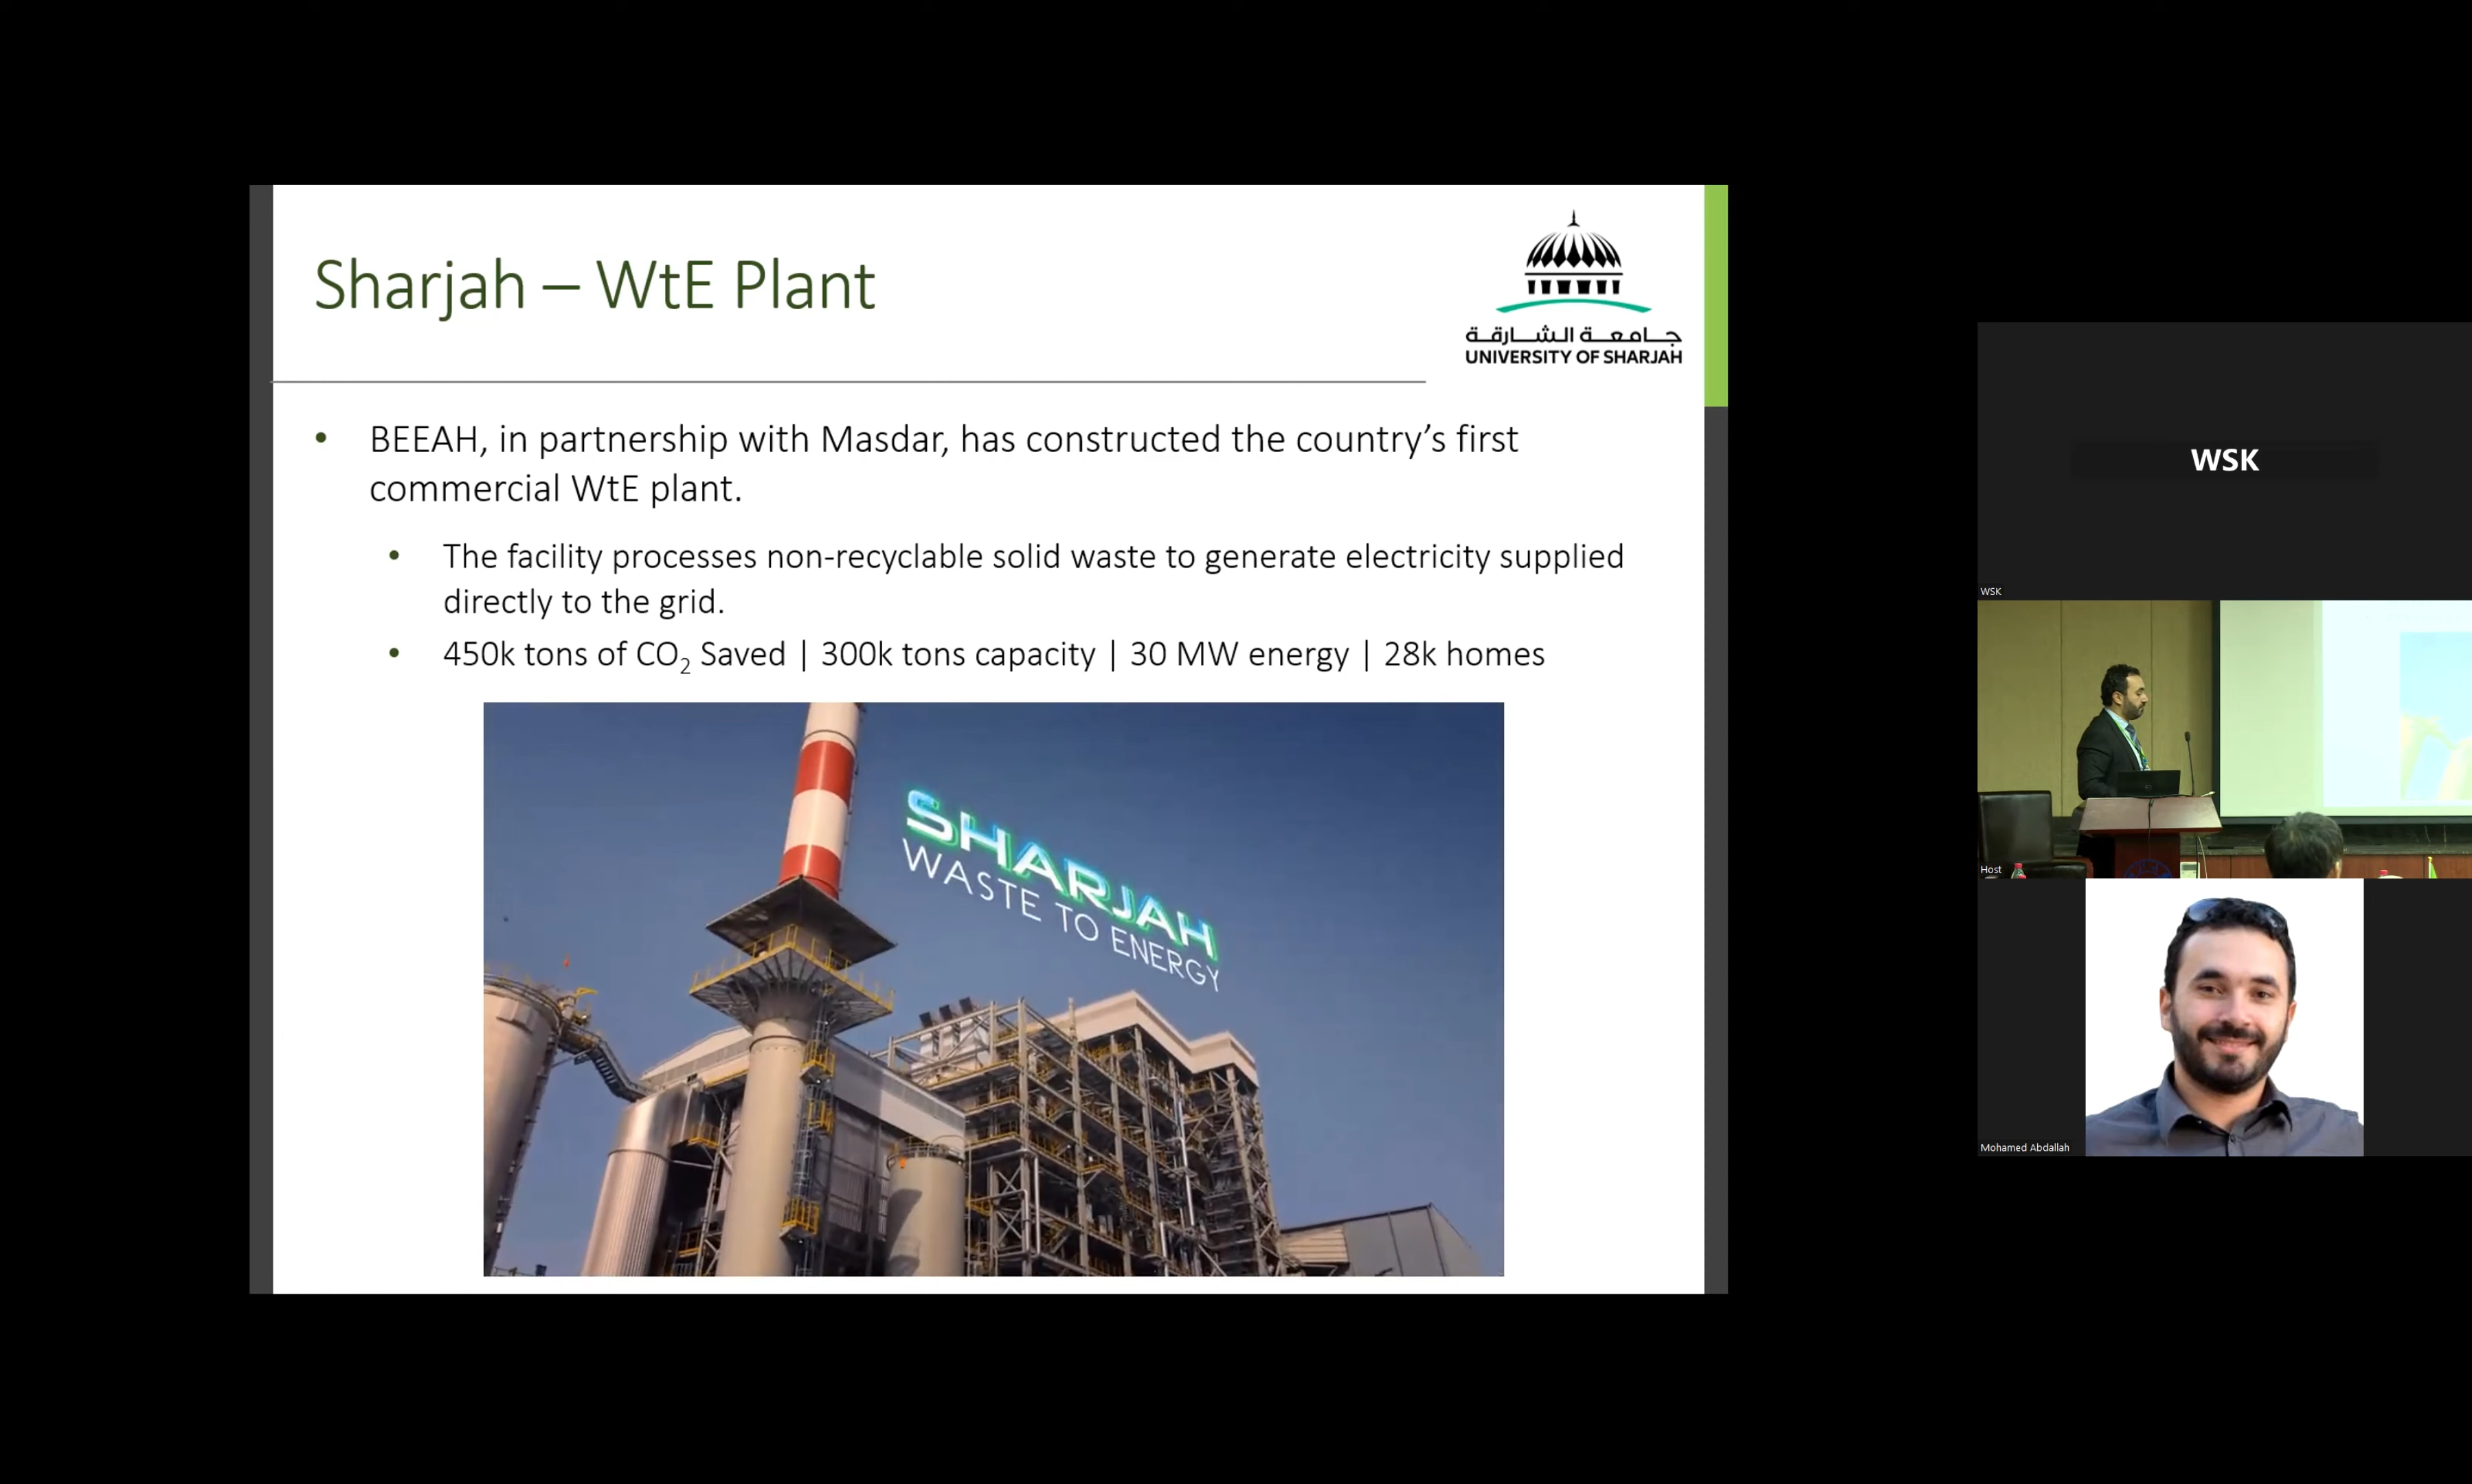 Sharjah – WtE Plant
جامعة الشارقة
UNIVERSITY OF SHARJAH
• BEEAH, in partnership with Masdar, has constructed the country’s first
commercial WtE plant.
• The facility processes non-recyclable solid waste to generate electricity supplied
directly to the grid.
• 450k tons of CO₂ Saved | 300k tons capacity | 30 MW energy | 28k homes
SHARJAH
WASTE TO ENERGY
WSK
WSK
Host
Mohamed Abdallah